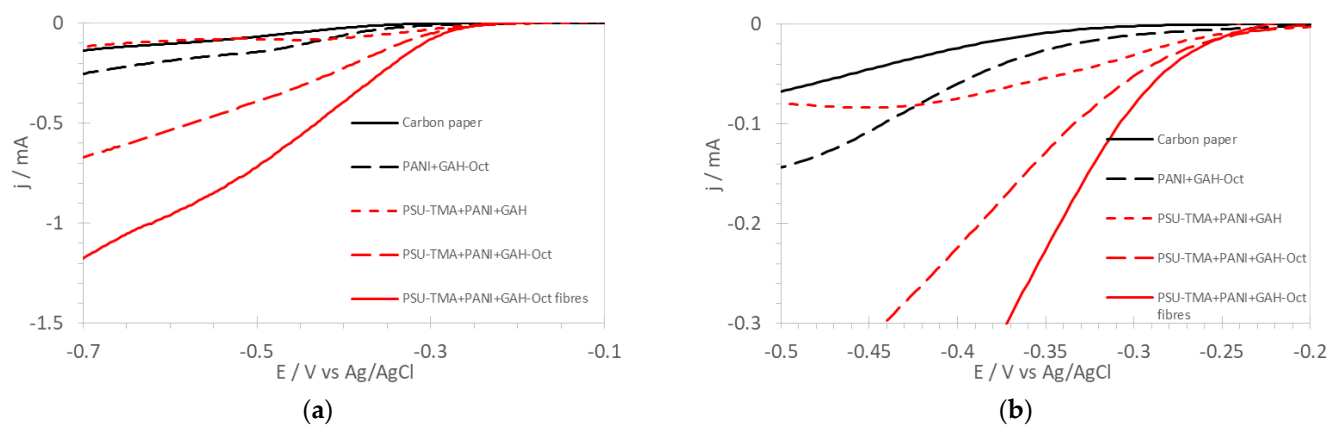 0
-0.5
-1
-1.5
j / mA
-0.7
-0.5
-0.3
-0.1
E / V vs Ag/AgCl
Carbon paper
PANI+GAH-Oct
PSU-TMA+PANI+GAH
PSU-TMA+PANI+GAH-Oct
PSU-TMA+PANI+GAH-Oct fibres
(a)
0
-0.1
-0.2
-0.3
j / mA
-0.5
-0.45
-0.4
-0.35
-0.3
-0.25
-0.2
E / V vs Ag/AgCl
Carbon paper
PANI+GAH-Oct
PSU-TMA+PANI+GAH
PSU-TMA+PANI+GAH-Oct
PSU-TMA+PANI+GAH-Oct
fibres
(b)